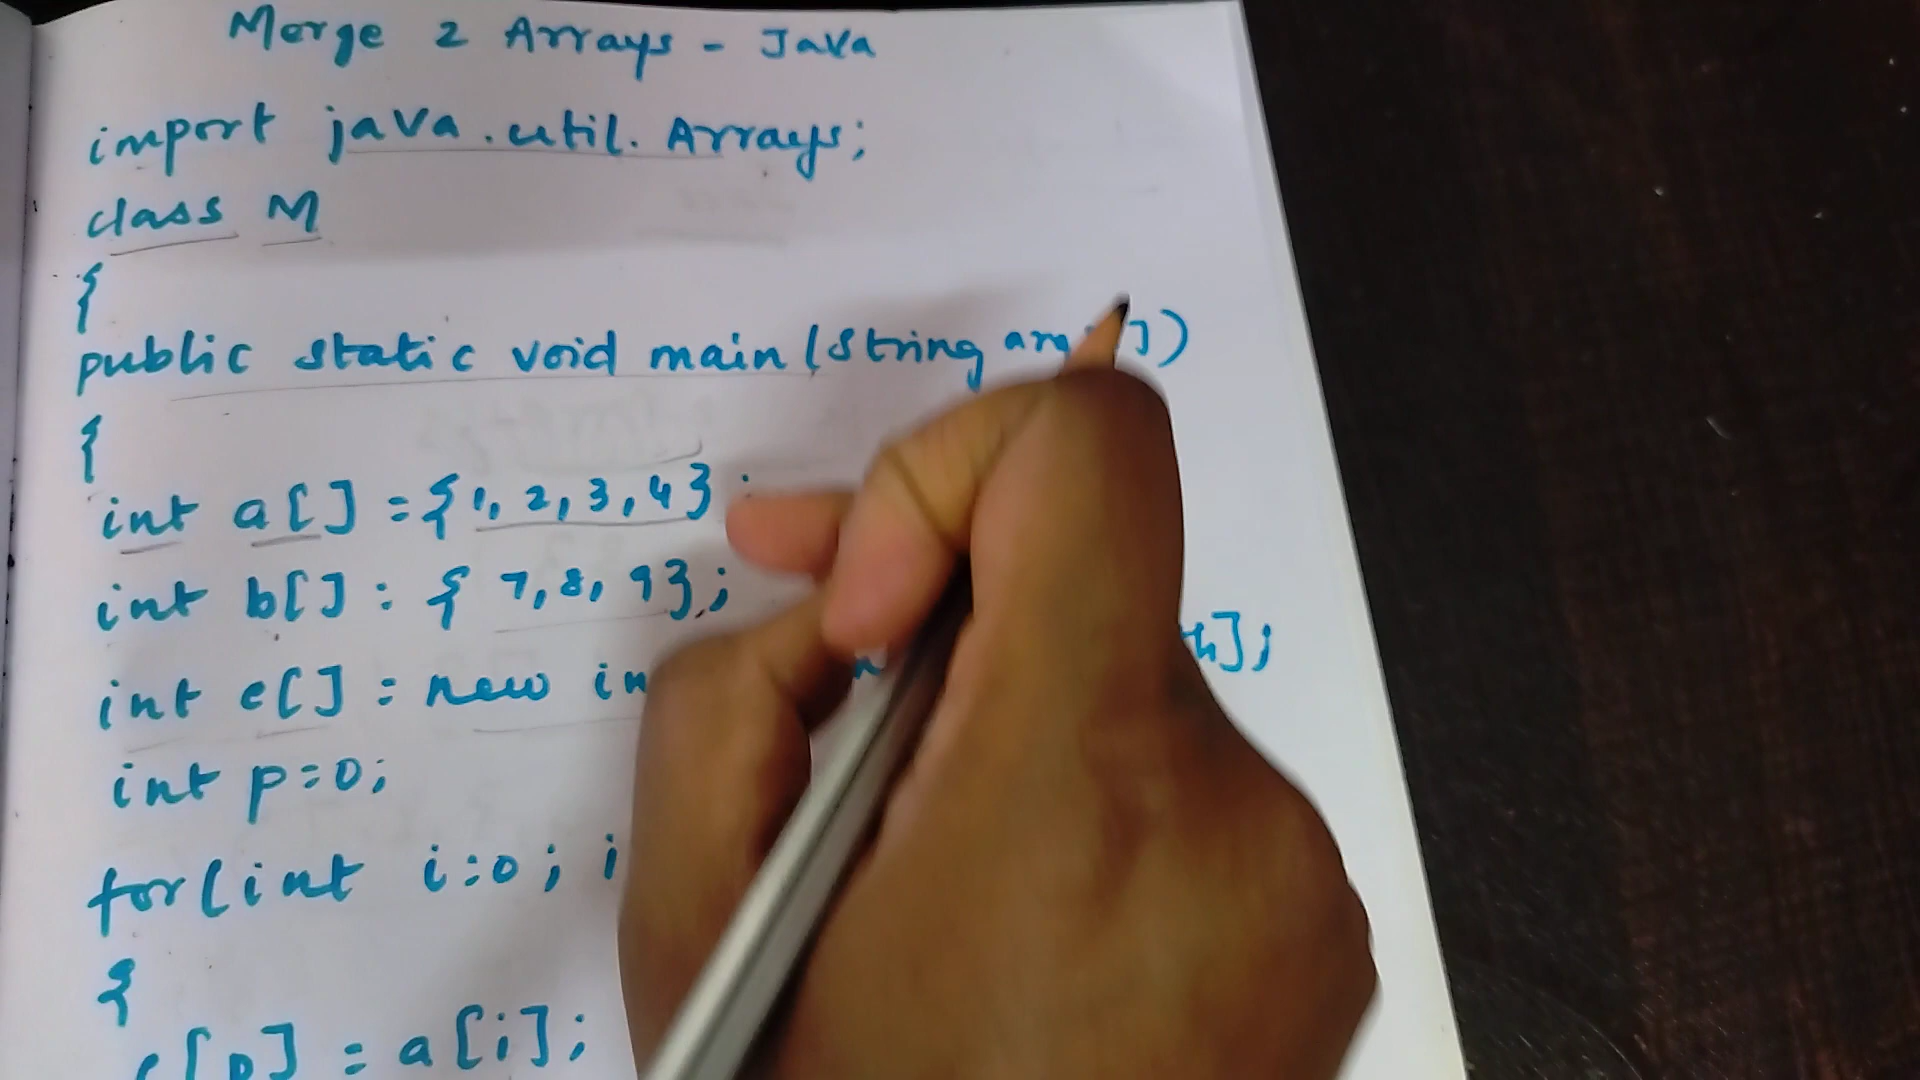 Merge 2 Arrays - Java
import java.util.Arrays;
class M
{
public static void main(String ])
{
int a[] = {1, 2, 3, 4};
int b[] = { 7, 8, 9};
int c[] = new ];
int p=0;
for(int i=0; i
{
c[p] = a[i];